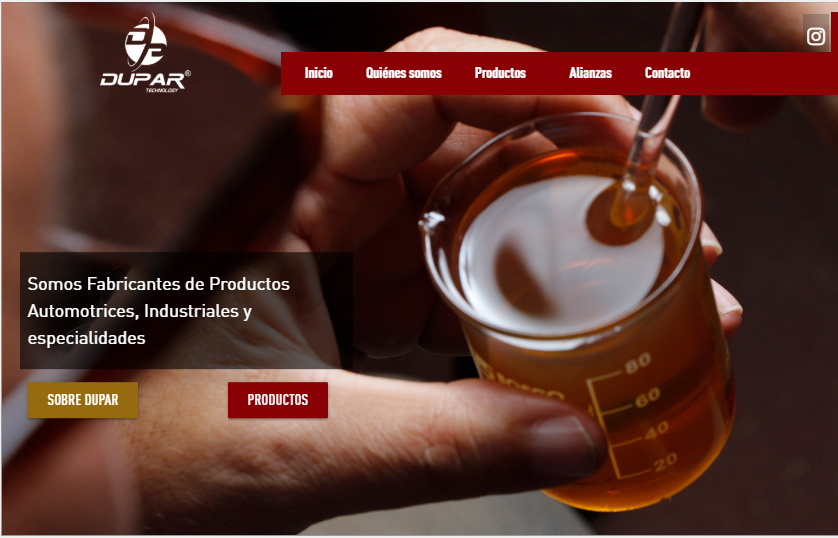 DUPAR®
TECHNOLOGY
Inicio Quiénes somos Productos Alianzas Contacto
Somos Fabricantes de Productos
Automotrices, Industriales y
especialidades
SOBRE DUPAR PRODUCTOS
80
60
40
20